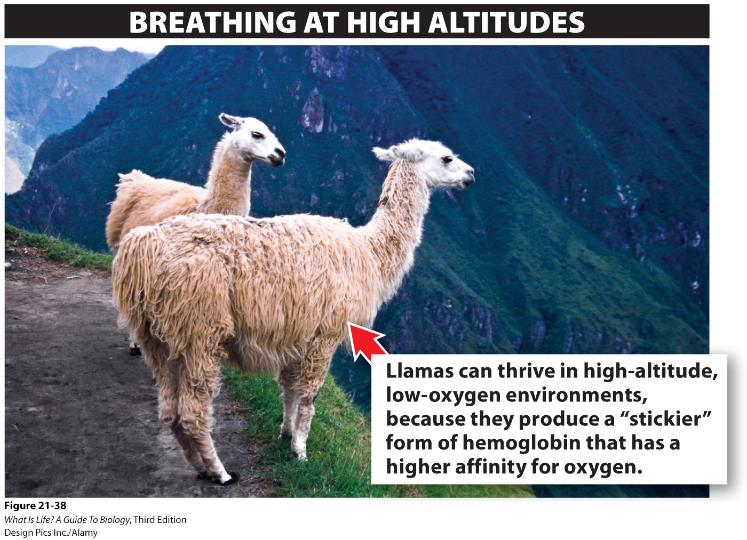 BREATHING AT HIGH ALTITUDES
Llamas can thrive in high-altitude,
low-oxygen environments,
because they produce a “stickier”
form of hemoglobin that has a
higher affinity for oxygen.
Figure 21-38
What Is Life? A Guide To Biology, Third Edition
Design Pics Inc./Alamy